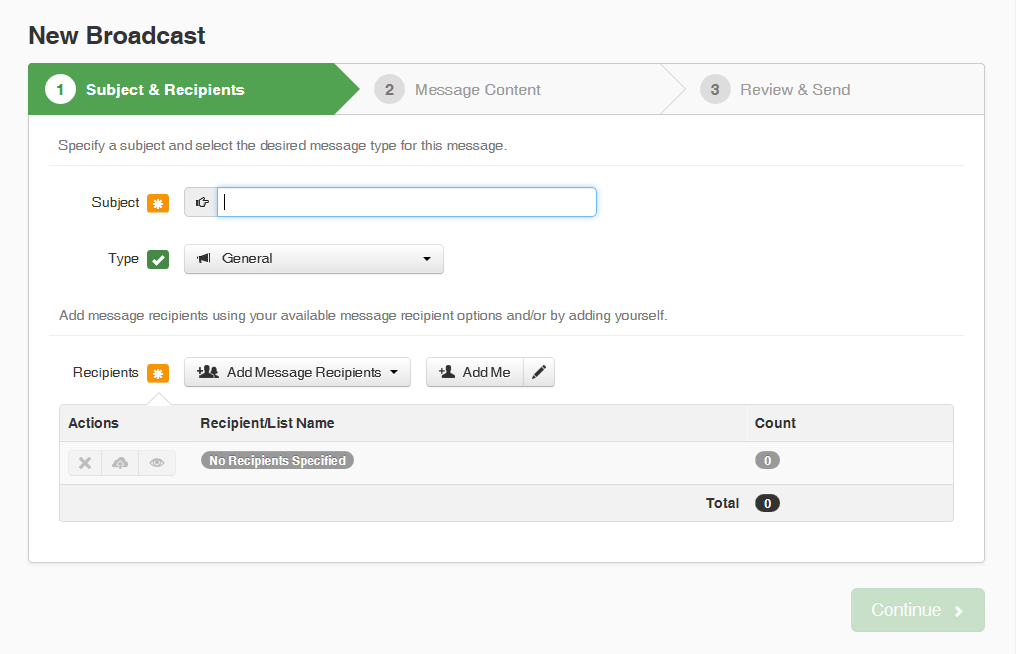 New Broadcast
1 Subject & Recipients 2 Message Content 3 Review & Send
Specify a subject and select the desired message type for this message.
Subject
Type General
Add message recipients using your available message recipient options and/or by adding yourself.
Recipients Add Message Recipients Add Me
Actions Recipient/List Name Count
No Recipients Specified 0
Total 0
Continue